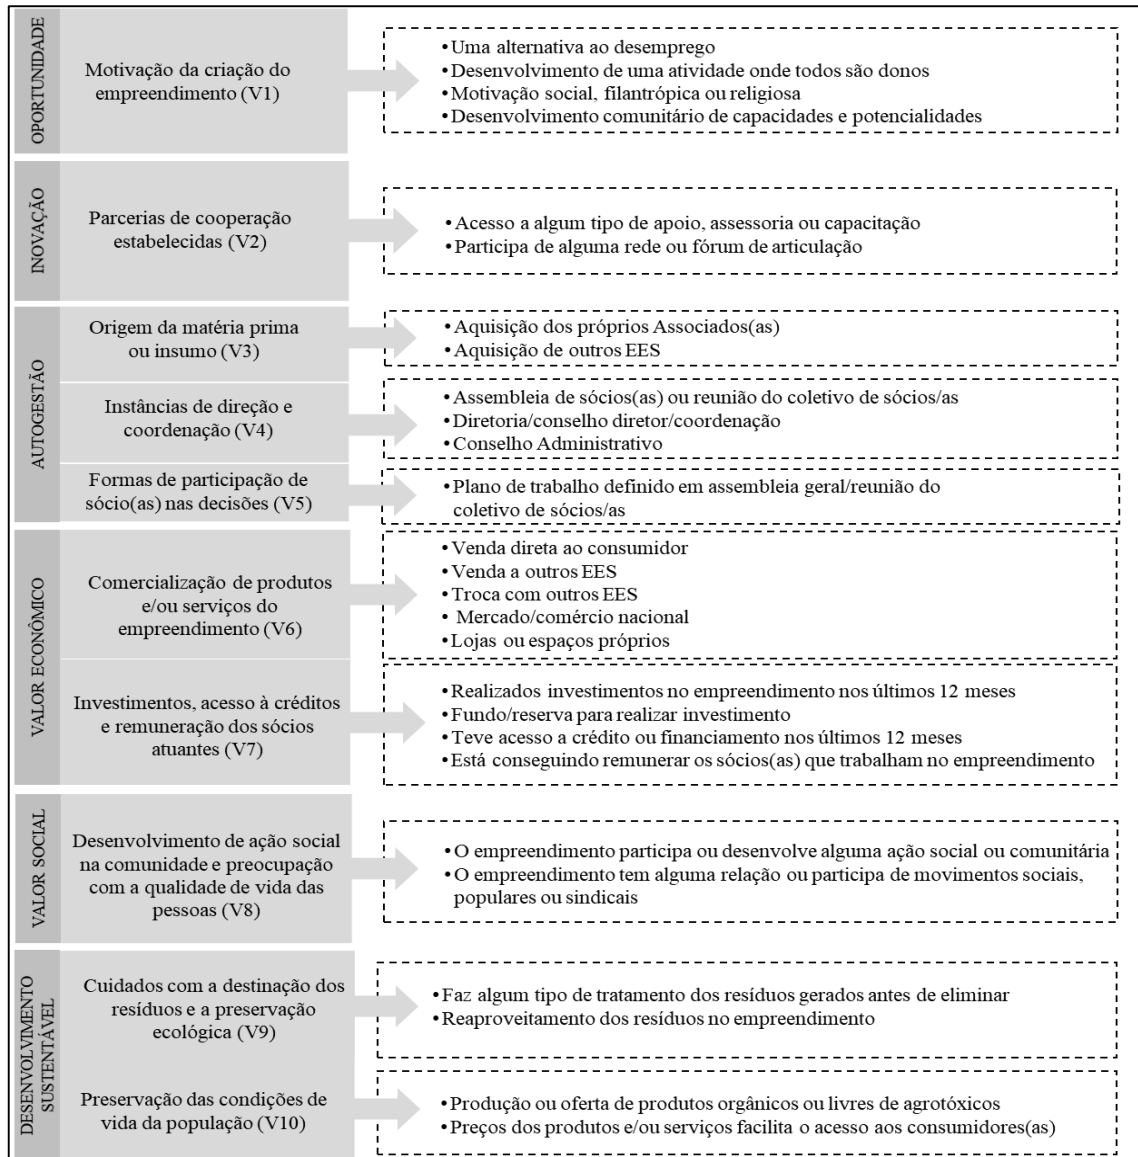 OPORTUNIDADE
Motivação da criação do
empreendimento (V1)
•Uma alternativa ao desemprego
•Desenvolvimento de uma atividade onde todos são donos
•Motivação social, filantrópica ou religiosa
•Desenvolvimento comunitário de capacidades e potencialidades
INOVAÇÃO
Parcerias de cooperação
estabelecidas (V2)
•Acesso a algum tipo de apoio, assessoria ou capacitação
•Participa de alguma rede ou fórum de articulação
AUTOGESTÃO
Origem da matéria prima
ou insumo (V3)
•Aquisição dos próprios Associados(as)
•Aquisição de outros EES
Instâncias de direção e
coordenação (V4)
•Assembleia de sócios(as) ou reunião do coletivo de sócios/as
•Diretoria/conselho diretor/coordenação
•Conselho Administrativo
Formas de participação de
sócio(as) nas decisões (V5)
•Plano de trabalho definido em assembleia geral/reunião do
coletivo de sócios/as
VALOR ECONÔMICO
Comercialização de produtos
e/ou serviços do
empreendimento (V6)
•Venda direta ao consumidor
•Venda a outros EES
•Troca com outros EES
• Mercado/comércio nacional
•Lojas ou espaços próprios
Investimentos, acesso à créditos
e remuneração dos sócios
atuantes (V7)
•Realizados investimentos no empreendimento nos últimos 12 meses
•Fundo/reserva para realizar investimento
•Teve acesso a crédito ou financiamento nos últimos 12 meses
•Está conseguindo remunerar os sócios(as) que trabalham no empreendimento
VALOR SOCIAL
Desenvolvimento de ação social
na comunidade e preocupação
com a qualidade de vida das
pessoas (V8)
•O empreendimento participa ou desenvolve alguma ação social ou comunitária
•O empreendimento tem alguma relação ou participa de movimentos sociais,
populares ou sindicais
DESENVOLVIMENTO
SUSTENTÁVEL
Cuidados com a destinação dos
resíduos e a preservação
ecológica (V9)
•Faz algum tipo de tratamento dos resíduos gerados antes de eliminar
•Reaproveitamento dos resíduos no empreendimento
Preservação das condições de
vida da população (V10)
•Produção ou oferta de produtos orgânicos ou livres de agrotóxicos
•Preços dos produtos e/ou serviços facilita o acesso aos consumidores(as)